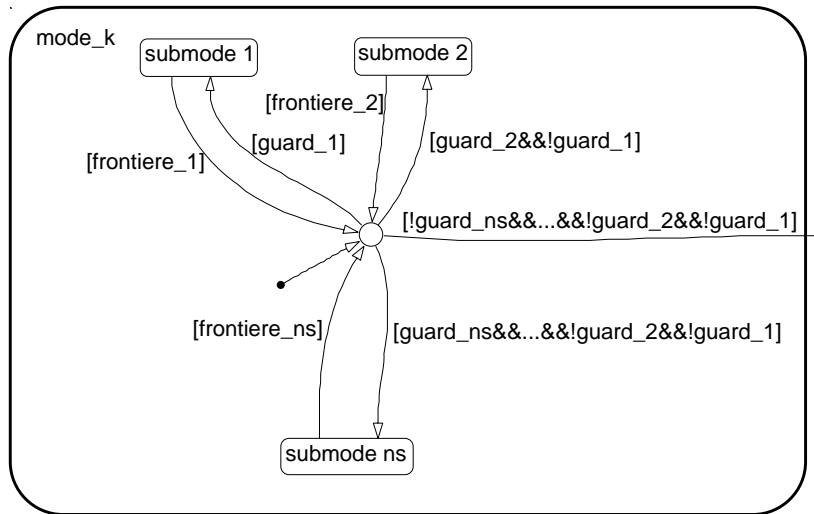 mode_k
submode 1
submode 2
[frontiere_2]
[guard_1]
[guard_2&&!guard_1]
[frontiere_1]
[!guard_ns&&...&&!guard_2&&!guard_1]
[frontiere_ns]
[guard_ns&&...&&!guard_2&&!guard_1]
submode ns